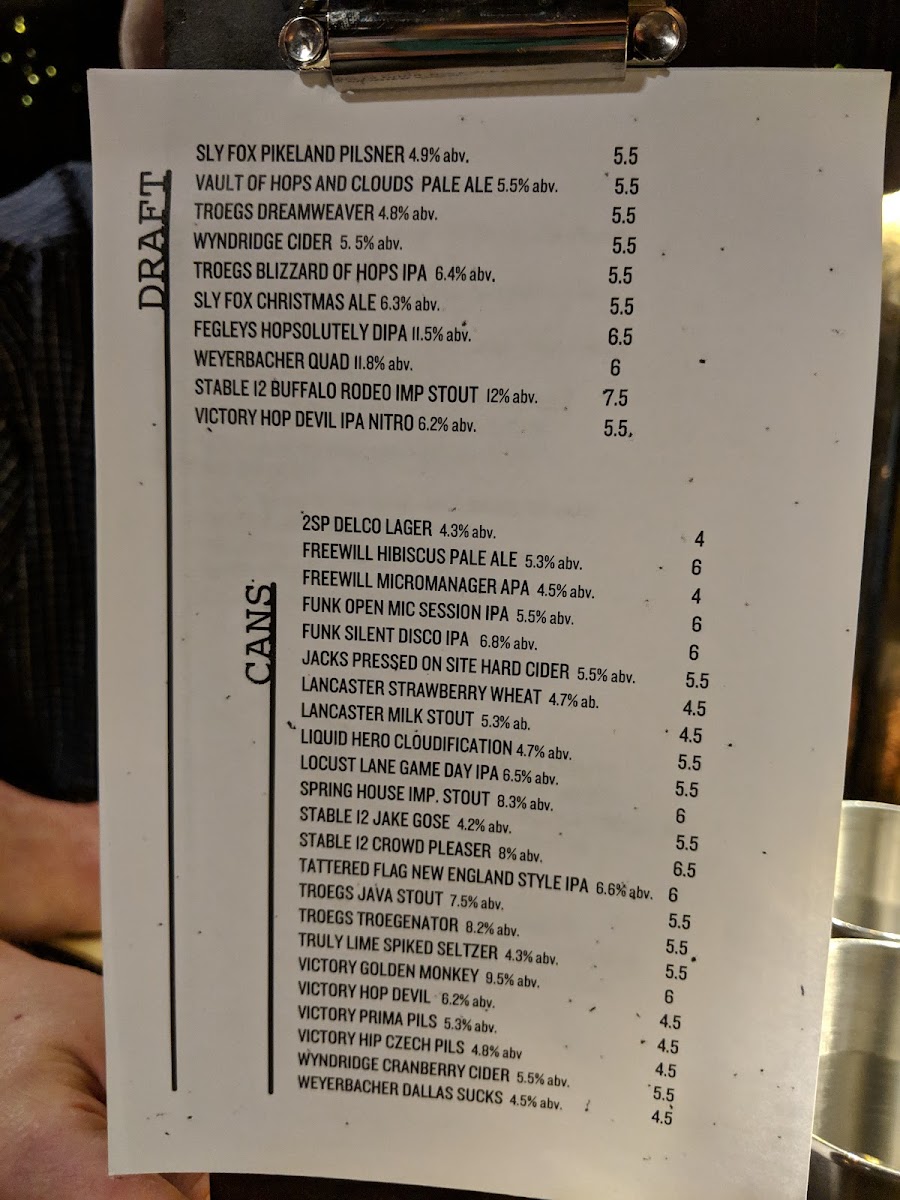 DRAFT
SLY FOX PIKELAND PILSNER 4.9% abv. 5.5
VAULT OF HOPS AND CLOUDS PALE ALE 5.5% abv. 5.5
TROEGS DREAMWEAVER 4.8% abv. 5.5
WYNDRIDGE CIDER 5. 5% abv. 5.5
TROEGS BLIZZARD OF HOPS IPA 6.4% abv. 5.5
SLY FOX CHRISTMAS ALE 6.3% abv. 5.5
FEGLEYS HOPSOLUTELY DIPA 11.5% abv. 6.5
WEYERBACHER QUAD 11.8% abv. 6
STABLE 12 BUFFALO RODEO IMP STOUT 12% abv. 7.5
VICTORY HOP DEVIL IPA NITRO 6.2% abv. 5.5
CANS
2SP DELCO LAGER 4.3% abv. 4
FREEWILL HIBISCUS PALE ALE 5.3% abv. 6
FREEWILL MICROMANAGER APA 4.5% abv. 4
FUNK OPEN MIC SESSION IPA 5.5% abv. 6
FUNK SILENT DISCO IPA 6.8% abv. 6
JACKS PRESSED ON SITE HARD CIDER 5.5% abv. 5.5
LANCASTER STRAWBERRY WHEAT 4.7% ab. 4.5
LANCASTER MILK STOUT 5.3% ab. 4.5
LIQUID HERO CLOUDIFICATION 4.7% abv. 5.5
LOCUST LANE GAME DAY IPA 6.5% abv. 5.5
SPRING HOUSE IMP. STOUT 8.3% abv. 6
STABLE 12 JAKE GOSE 4.2% abv. 5.5
STABLE 12 CROWD PLEASER 8% abv. 6.5
TATTERED FLAG NEW ENGLAND STYLE IPA 6.6% abv. 6
TROEGS JAVA STOUT 7.5% abv. 5.5
TROEGS TROEGENATOR 8.2% abv. 5.5
TRULY LIME SPIKED SELTZER 4.3% abv. 5.5
VICTORY GOLDEN MONKEY 9.5% abv. 6
VICTORY HOP DEVIL 6.2% abv. 4.5
VICTORY PRIMA PILS 5.3% abv. 4.5
VICTORY HIP CZECH PILS 4.8% abv 4.5
WYNDRIDGE CRANBERRY CIDER 5.5% abv. 5.5
WEYERBACHER DALLAS SUCKS 4.5% abv. 4.5